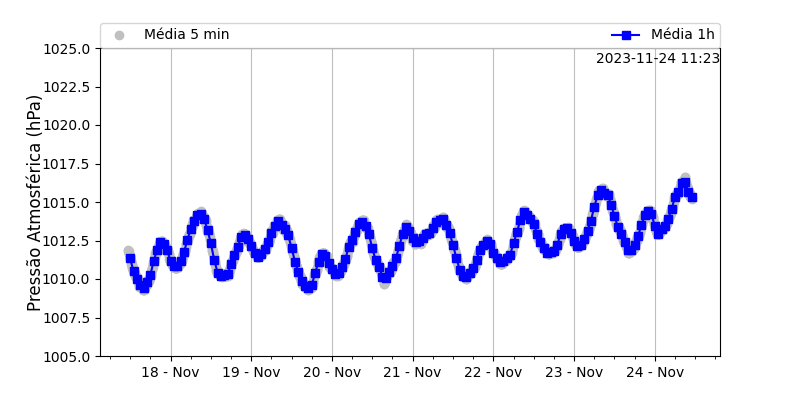 Média 5 min
Média 1h
2023-11-24 11:23
Pressão Atmosférica (hPa)
1025.0
1022.5
1020.0
1017.5
1015.0
1012.5
1010.0
1007.5
1005.0
18 - Nov
19 - Nov
20 - Nov
21 - Nov
22 - Nov
23 - Nov
24 - Nov